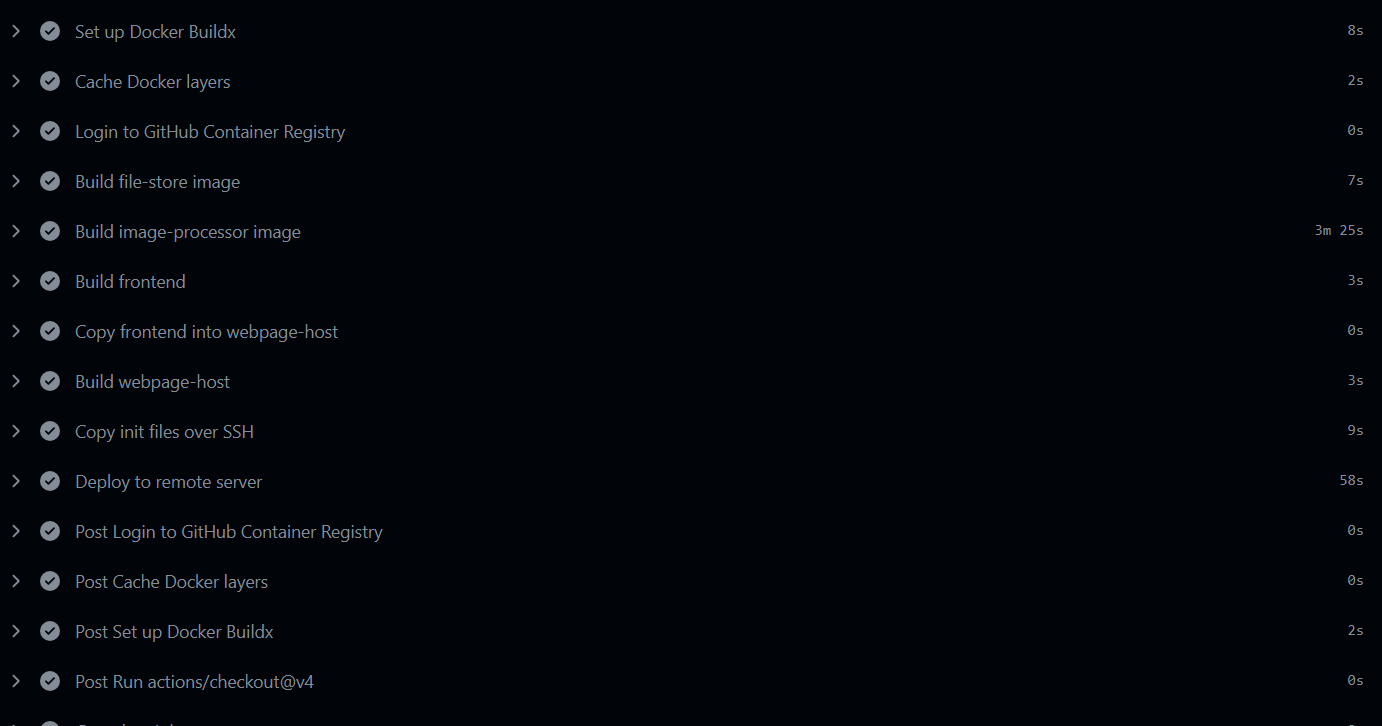 Set up Docker Buildx 8s
Cache Docker layers 2s
Login to GitHub Container Registry 0s
Build file-store image 7s
Build image-processor image 3m 25s
Build frontend 3s
Copy frontend into webpage-host 0s
Build webpage-host 3s
Copy init files over SSH 9s
Deploy to remote server 58s
Post Login to GitHub Container Registry 0s
Post Cache Docker layers 0s
Post Set up Docker Buildx 2s
Post Run actions/checkout@v4 0s